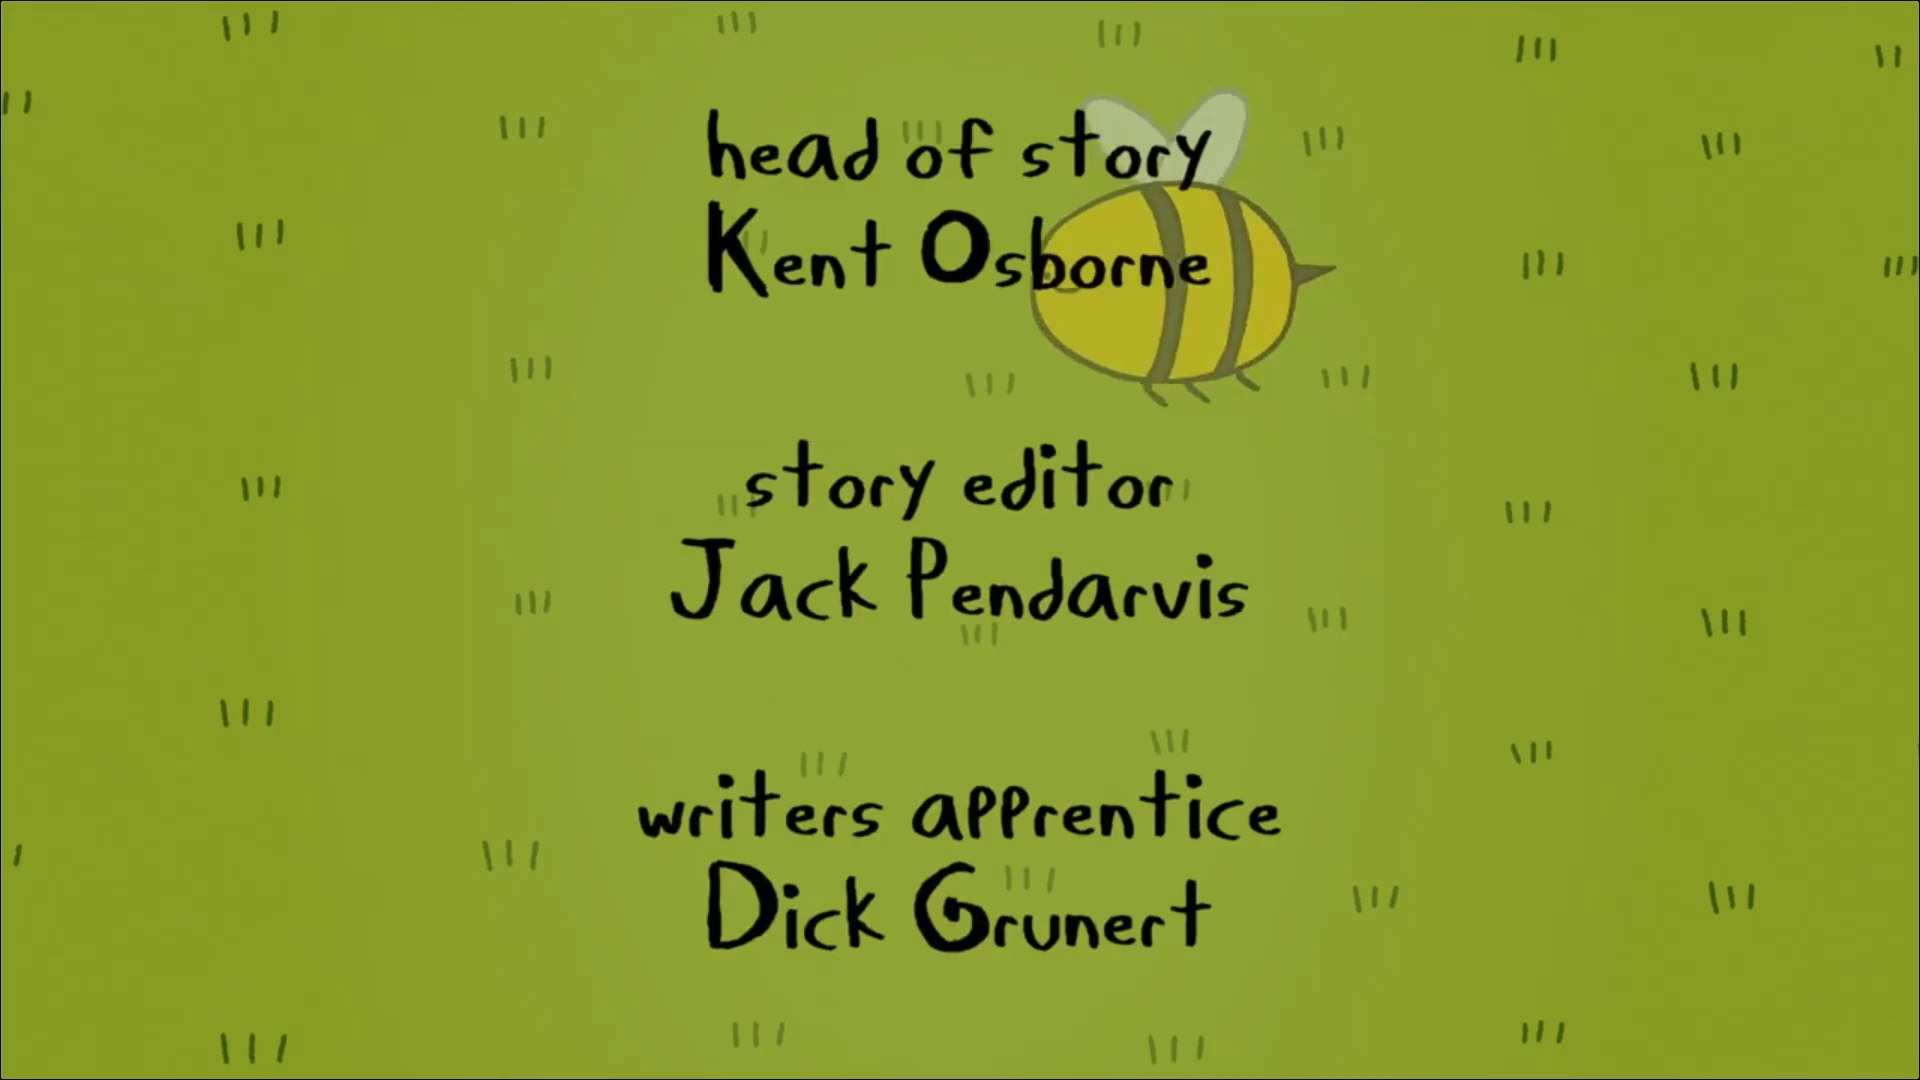 head of story
Kent Osborne
story editor
Jack Pendarvis
writers apprentice
Dick Grunert